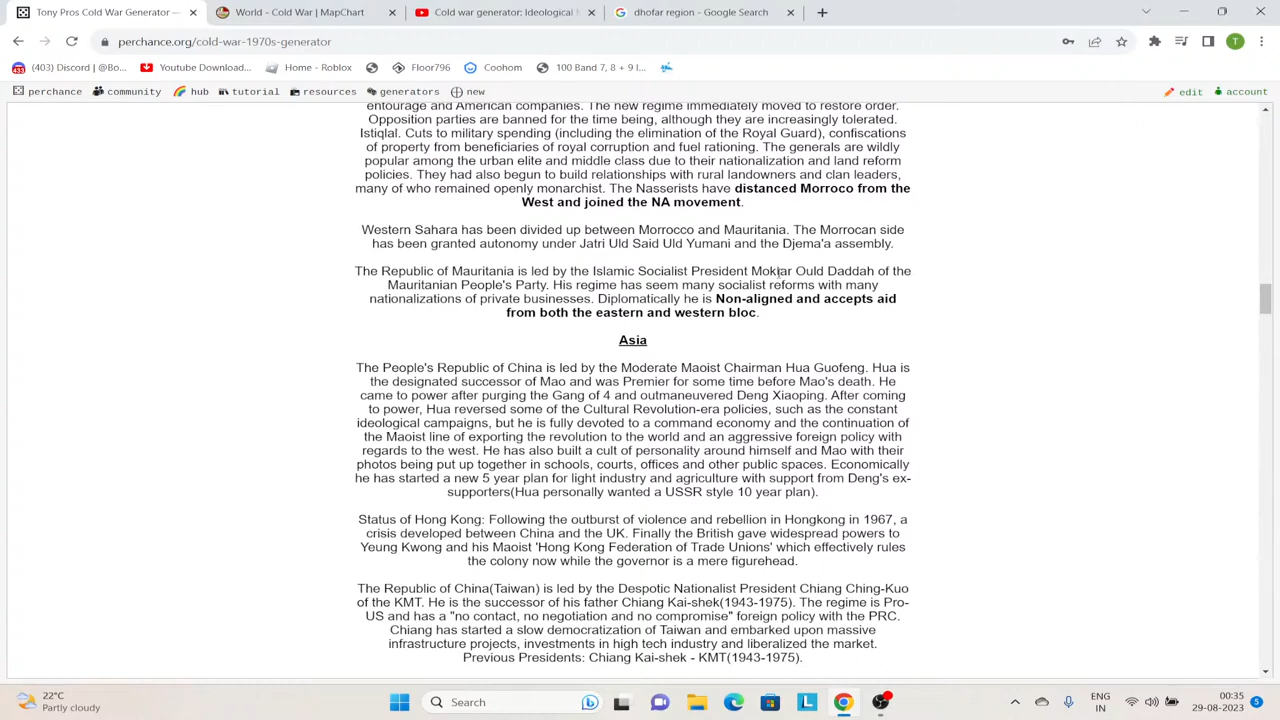 Tony Pros Cold War Generator —
World - Cold War | MapChart
Cold war generator: Ideological
dhofar region - Google Search
perchance.org/cold-war-1970s-generator
(403) Discord | @Bo...
Youtube Download...
Home - Roblox
Floor796
Coohom
100 Band 7, 8 + 9 I...
perchance community hub tutorial resources generators new edit account
entourage and American companies. The new regime immediately moved to restore order.
Opposition parties are banned for the time being, although they are increasingly tolerated.
Istiqlal. Cuts to military spending (including the elimination of the Royal Guard), confiscations
of property from beneficiaries of royal corruption and fuel rationing. The generals are wildly
popular among the urban elite and middle class due to their nationalization and land reform
policies. They had also begun to build relationships with rural landowners and clan leaders,
many of who remained openly monarchist. The Nasserists have distanced Morroco from the
West and joined the NA movement.
Western Sahara has been divided up between Morrocco and Mauritania. The Morrocan side
has been granted autonomy under Jatri Uld Said Uld Yumani and the Djema'a assembly.
The Republic of Mauritania is led by the Islamic Socialist President Moktar Ould Daddah of the
Mauritanian People's Party. His regime has seem many socialist reforms with many
nationalizations of private businesses. Diplomatically he is Non-aligned and accepts aid
from both the eastern and western bloc.
Asia
The People's Republic of China is led by the Moderate Maoist Chairman Hua Guofeng. Hua is
the designated successor of Mao and was Premier for some time before Mao's death. He
came to power after purging the Gang of 4 and outmaneuvered Deng Xiaoping. After coming
to power, Hua reversed some of the Cultural Revolution-era policies, such as the constant
ideological campaigns, but he is fully devoted to a command economy and the continuation of
the Maoist line of exporting the revolution to the world and an aggressive foreign policy with
regards to the west. He has also built a cult of personality around himself and Mao with their
photos being put up together in schools, courts, offices and other public spaces. Economically
he has started a new 5 year plan for light industry and agriculture with support from Deng's ex-
supporters(Hua personally wanted a USSR style 10 year plan).
Status of Hong Kong: Following the outburst of violence and rebellion in Hongkong in 1967, a
crisis developed between China and the UK. Finally the British gave widespread powers to
Yeung Kwong and his Maoist 'Hong Kong Federation of Trade Unions' which effectively rules
the colony now while the governor is a mere figurehead.
The Republic of China(Taiwan) is led by the Despotic Nationalist President Chiang Ching-Kuo
of the KMT. He is the successor of his father Chiang Kai-shek(1943-1975). The regime is Pro-
US and has a "no contact, no negotiation and no compromise" foreign policy with the PRC.
Chiang has started a slow democratization of Taiwan and embarked upon massive
infrastructure projects, investments in high tech industry and liberalized the market.
Previous Presidents: Chiang Kai-shek - KMT(1943-1975).
22°C
Partly cloudy
Search
ENG
IN
00:35
29-08-2023
5